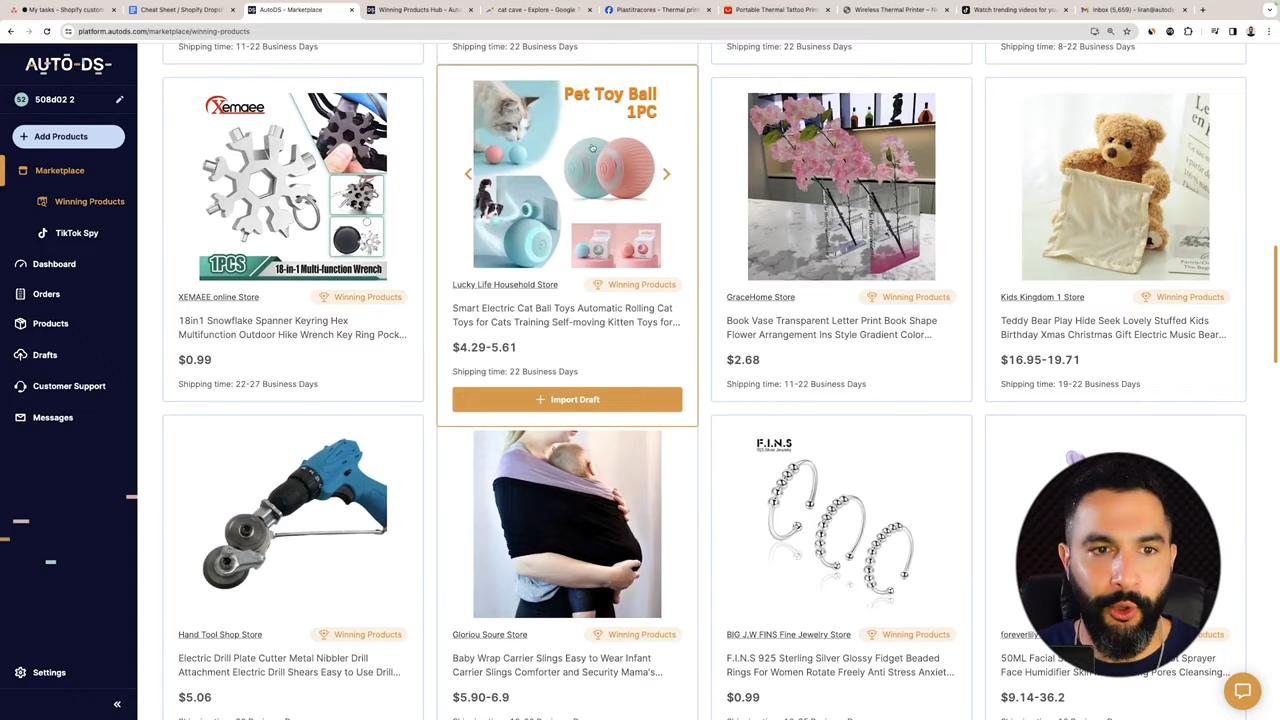 My tasks - Shopify custom
Cheat Sheet / Shopify Dropsh
AutoDS - Marketplace
Winning Products Hub - Auto
cat cave - Explore - Google T
Plastitracores - Thermal print
Portable Thermal Tattoo Print
Wireless Thermal Printer – N
Watch trending videos for yo
Inbox (5,659) - liran@autods
platform.autods.com/marketplace/winning-products
AUTO-DS-
52
508d02 2
Add Products
Marketplace
Winning Products
TikTok Spy
Dashboard
Orders
Products
Drafts
Customer Support
Messages
Settings
Shipping time: 11-22 Business Days
Shipping time: 22 Business Days
Shipping time: 22 Business Days
Shipping time: 8-22 Business Days
Xemaee
1PCS
18-in-1 Multi-function Wrench
XEMAEE online Store
Winning Products
18in1 Snowflake Spanner Keyring Hex
Multifunction Outdoor Hike Wrench Key Ring Pock...
$0.99
Shipping time: 22-27 Business Days
Pet Toy Ball
1PC
Lucky Life Household Store
Winning Products
Smart Electric Cat Ball Toys Automatic Rolling Cat
Toys for Cats Training Self-moving Kitten Toys for...
$4.29-5.61
Shipping time: 22 Business Days
Import Draft
GraceHome Store
Winning Products
Book Vase Transparent Letter Print Book Shape
Flower Arrangement Ins Style Gradient Color...
$2.68
Shipping time: 11-22 Business Days
Kids Kingdom 1 Store
Winning Products
Teddy Bear Play Hide Seek Lovely Stuffed Kids
Birthday Xmas Christmas Gift Electric Music Bear...
$16.95-19.71
Shipping time: 19-22 Business Days
Hand Tool Shop Store
Winning Products
Electric Drill Plate Cutter Metal Nibbler Drill
Attachment Electric Drill Shears Easy to Use Drill...
$5.06
Gloriou Soure Store
Winning Products
Baby Wrap Carrier Slings Easy to Wear Infant
Carrier Slings Comforter and Security Mama's...
$5.90-6.9
F.I.N.S
925 Silver Jewelry
BIG J.W FINS Fine Jewelry Store
Winning Products
F.I.N.S 925 Sterling Silver Glossy Fidget Beaded
Rings For Women Rotate Freely Anti Stress Anxiet...
$0.99
foreverlily
50ML Facial
Sprayer
Face Humidifier
Pores Cleansing...
$9.14-36.2